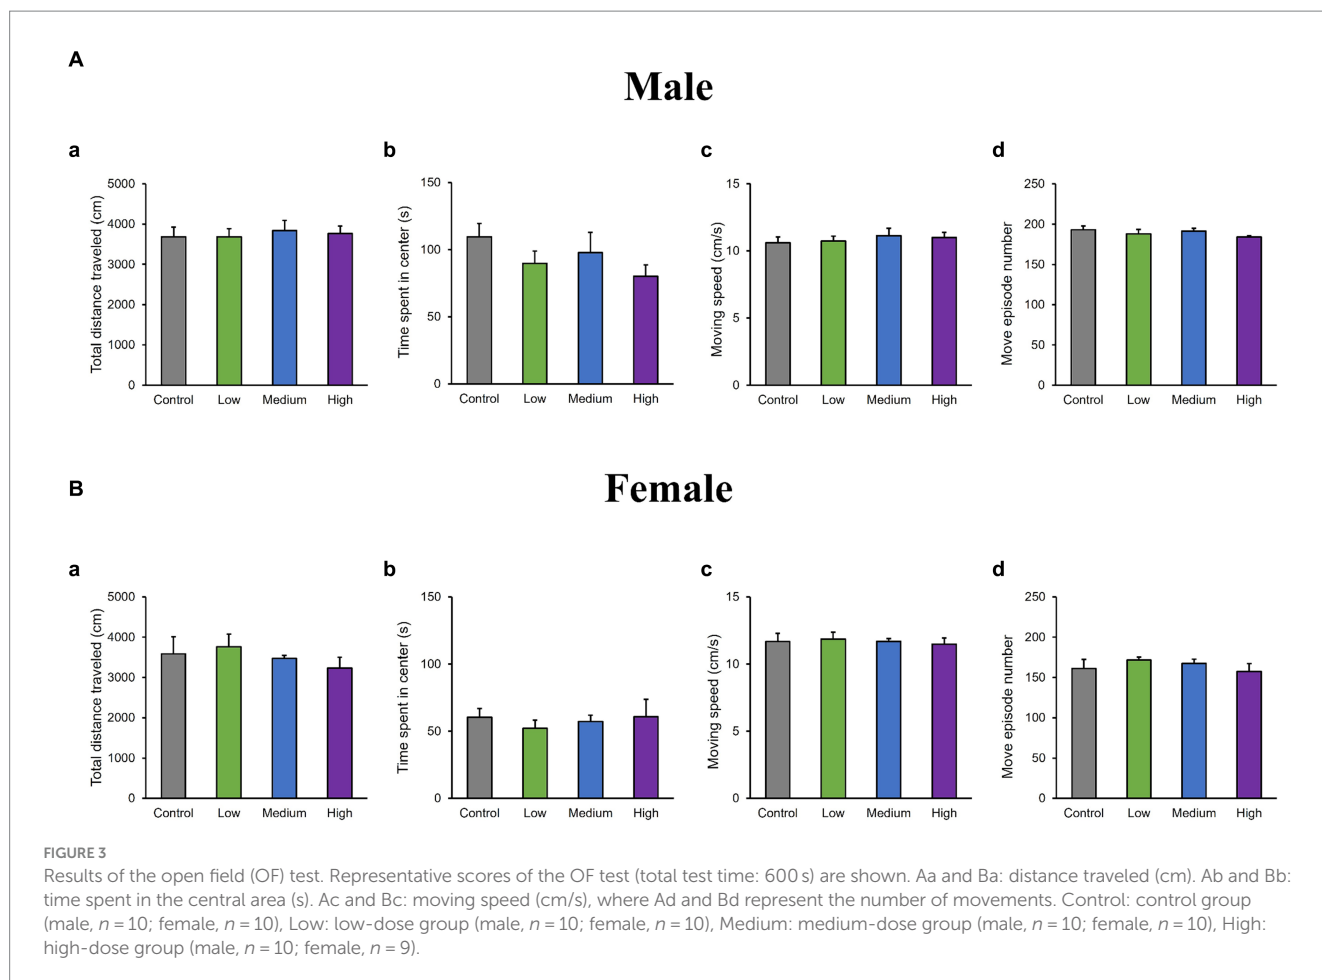 A
Male
a
b
c
d
Total distance traveled (cm)
5000
4000
3000
2000
1000
0
Control Low Medium High
Time spent in center (s)
150
100
50
0
Control Low Medium High
Moving speed (cm/s)
15
10
5
0
Control Low Medium High
Move episode number
250
200
150
100
50
0
Control Low Medium High
B
Female
a
b
c
d
Total distance traveled (cm)
5000
4000
3000
2000
1000
0
Control Low Medium High
Time spent in center (s)
150
100
50
0
Control Low Medium High
Moving speed (cm/s)
15
10
5
0
Control Low Medium High
Move episode number
250
200
150
100
50
0
Control Low Medium High
FIGURE 3
Results of the open field (OF) test. Representative scores of the OF test (total test time: 600 s) are shown. Aa and Ba: distance traveled (cm). Ab and Bb:
time spent in the central area (s). Ac and Bc: moving speed (cm/s), where Ad and Bd represent the number of movements. Control: control group
(male, n = 10; female, n = 10), Low: low-dose group (male, n = 10; female, n = 10), Medium: medium-dose group (male, n = 10; female, n = 10), High:
high-dose group (male, n = 10; female, n = 9).